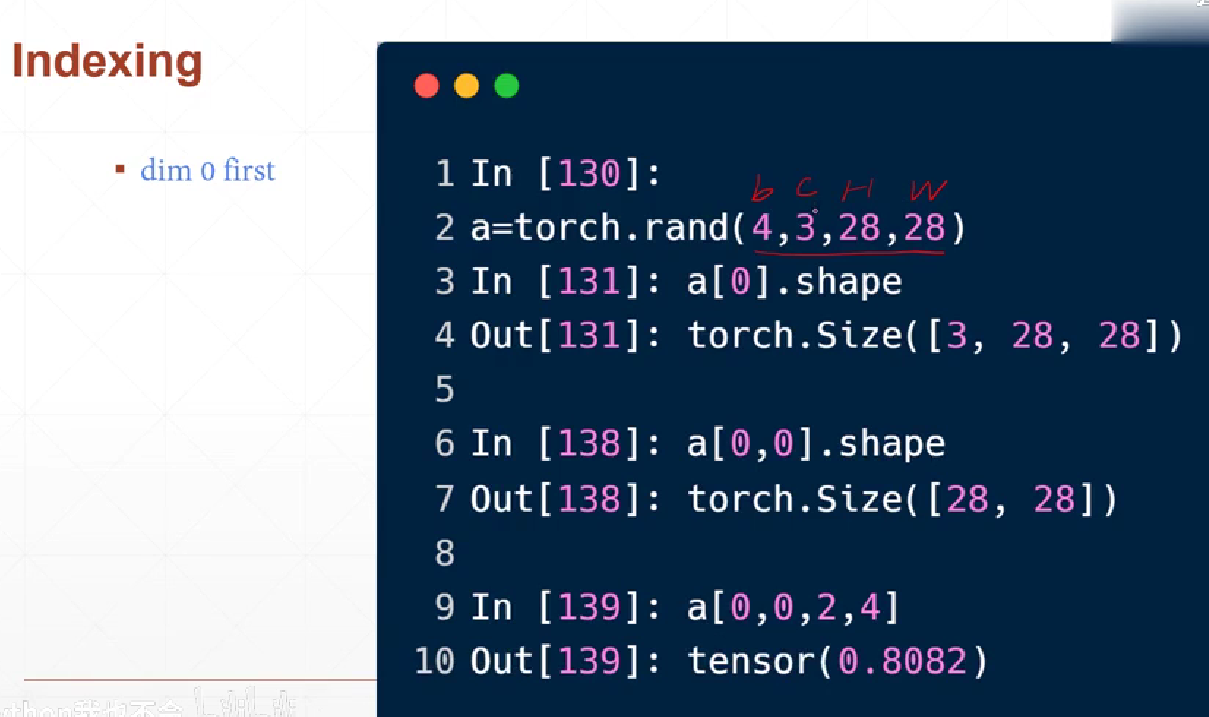 Indexing
▪ dim 0 first
1 In [130]:
b c H W
2 a=torch.rand(4,3,28,28)
3 In [131]: a[0].shape
4 Out[131]: torch.Size([3, 28, 28])
5
6 In [138]: a[0,0].shape
7 Out[138]: torch.Size([28, 28])
8
9 In [139]: a[0,0,2,4]
10 Out[139]: tensor(0.8082)